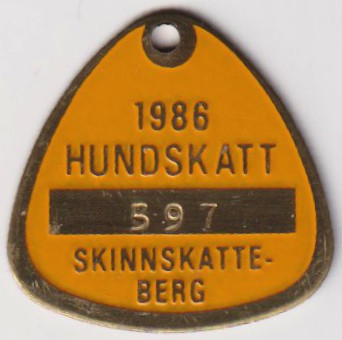 1986
HUNDSKATT
597
SKINNSKATTE-
BERG